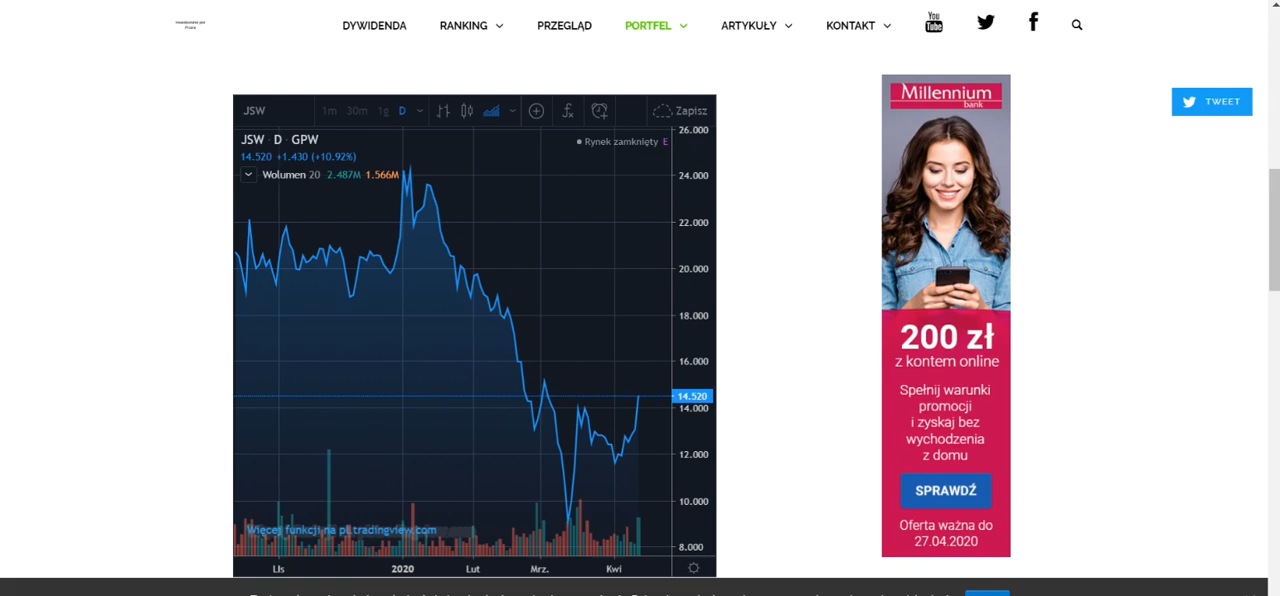 DYWIDENDA RANKING PRZEGLĄD PORTFEL ARTYKUŁY KONTAKT You Tube f
JSW 1m 30m 1g D Zapisz
JSW · D · GPW
Rynek zamknięty E
14.520 +1.430 (+10.92%)
Wolumen 20 2.487M 1.566M
26.000
24.000
22.000
20.000
18.000
16.000
14.520
14.000
12.000
10.000
8.000
Więcej funkcji na pl.tradingview.com
Lis 2020 Lut Mrz. Kwi
Millennium
bank
200 zł
z kontem online
Spełnij warunki
promocji
i zyskaj bez
wychodzenia
z domu
SPRAWDŹ
Oferta ważna do
27.04.2020
TWEET